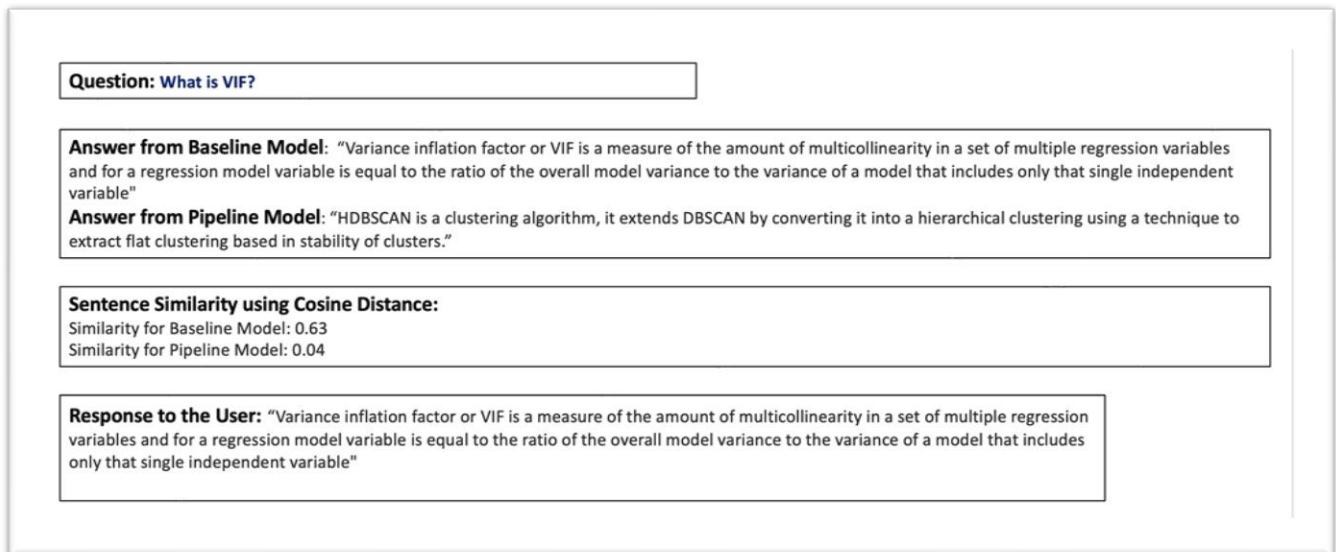 Question: What is VIF?
Answer from Baseline Model: “Variance inflation factor or VIF is a measure of the amount of multicollinearity in a set of multiple regression variables
and for a regression model variable is equal to the ratio of the overall model variance to the variance of a model that includes only that single independent
variable"
Answer from Pipeline Model: “HDBSCAN is a clustering algorithm, it extends DBSCAN by converting it into a hierarchical clustering using a technique to
extract flat clustering based in stability of clusters.”
Sentence Similarity using Cosine Distance:
Similarity for Baseline Model: 0.63
Similarity for Pipeline Model: 0.04
Response to the User: “Variance inflation factor or VIF is a measure of the amount of multicollinearity in a set of multiple regression
variables and for a regression model variable is equal to the ratio of the overall model variance to the variance of a model that includes
only that single independent variable"